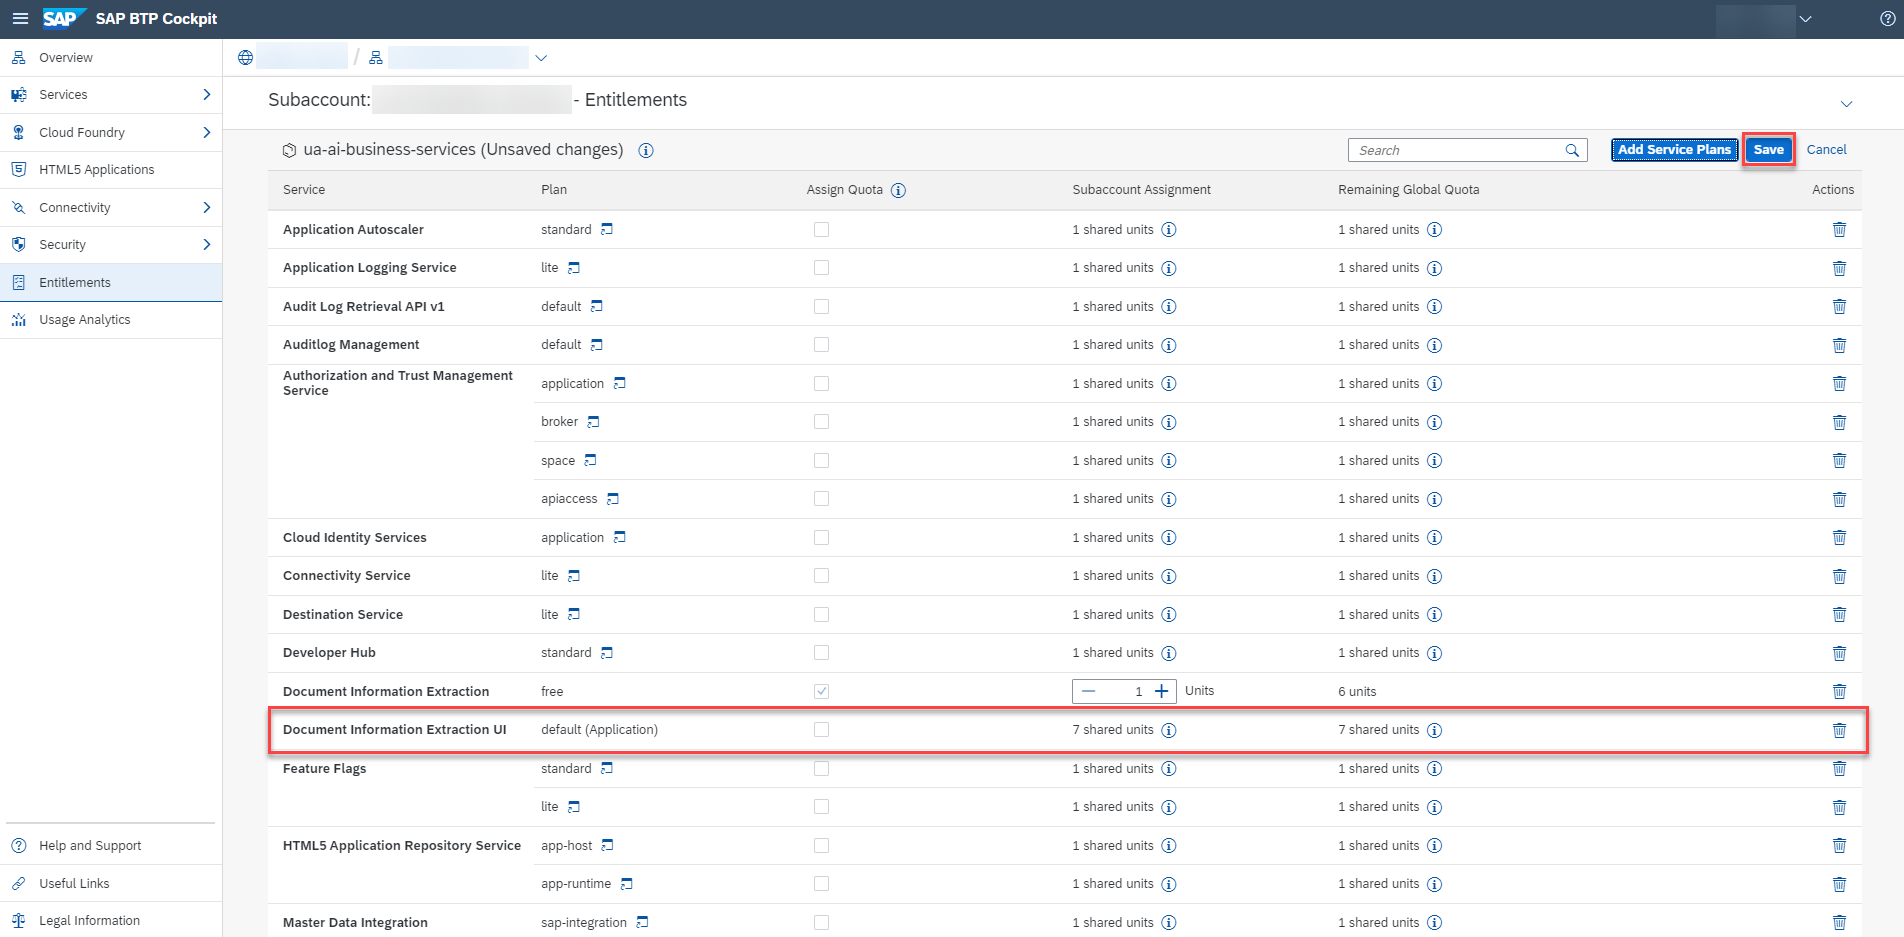 SAP SAP BTP Cockpit
Overview
Services
Cloud Foundry
HTML5 Applications
Connectivity
Security
Entitlements
Usage Analytics
Help and Support
Useful Links
Legal Information
/
Subaccount: - Entitlements
ua-ai-business-services (Unsaved changes)
Search
Add Service Plans
Save
Cancel
Service Plan Assign Quota Subaccount Assignment Remaining Global Quota Actions
Application Autoscaler standard 1 shared units 1 shared units
Application Logging Service lite 1 shared units 1 shared units
Audit Log Retrieval API v1 default 1 shared units 1 shared units
Auditlog Management default 1 shared units 1 shared units
Authorization and Trust Management
Service
application 1 shared units 1 shared units
broker 1 shared units 1 shared units
space 1 shared units 1 shared units
apiaccess 1 shared units 1 shared units
Cloud Identity Services application 1 shared units 1 shared units
Connectivity Service lite 1 shared units 1 shared units
Destination Service lite 1 shared units 1 shared units
Developer Hub standard 1 shared units 1 shared units
Document Information Extraction free 1 Units 6 units
Document Information Extraction UI default (Application) 7 shared units 7 shared units
Feature Flags standard 1 shared units 1 shared units
lite 1 shared units 1 shared units
HTML5 Application Repository Service app-host 1 shared units 1 shared units
app-runtime 1 shared units 1 shared units
Master Data Integration sap-integration 1 shared units 1 shared units